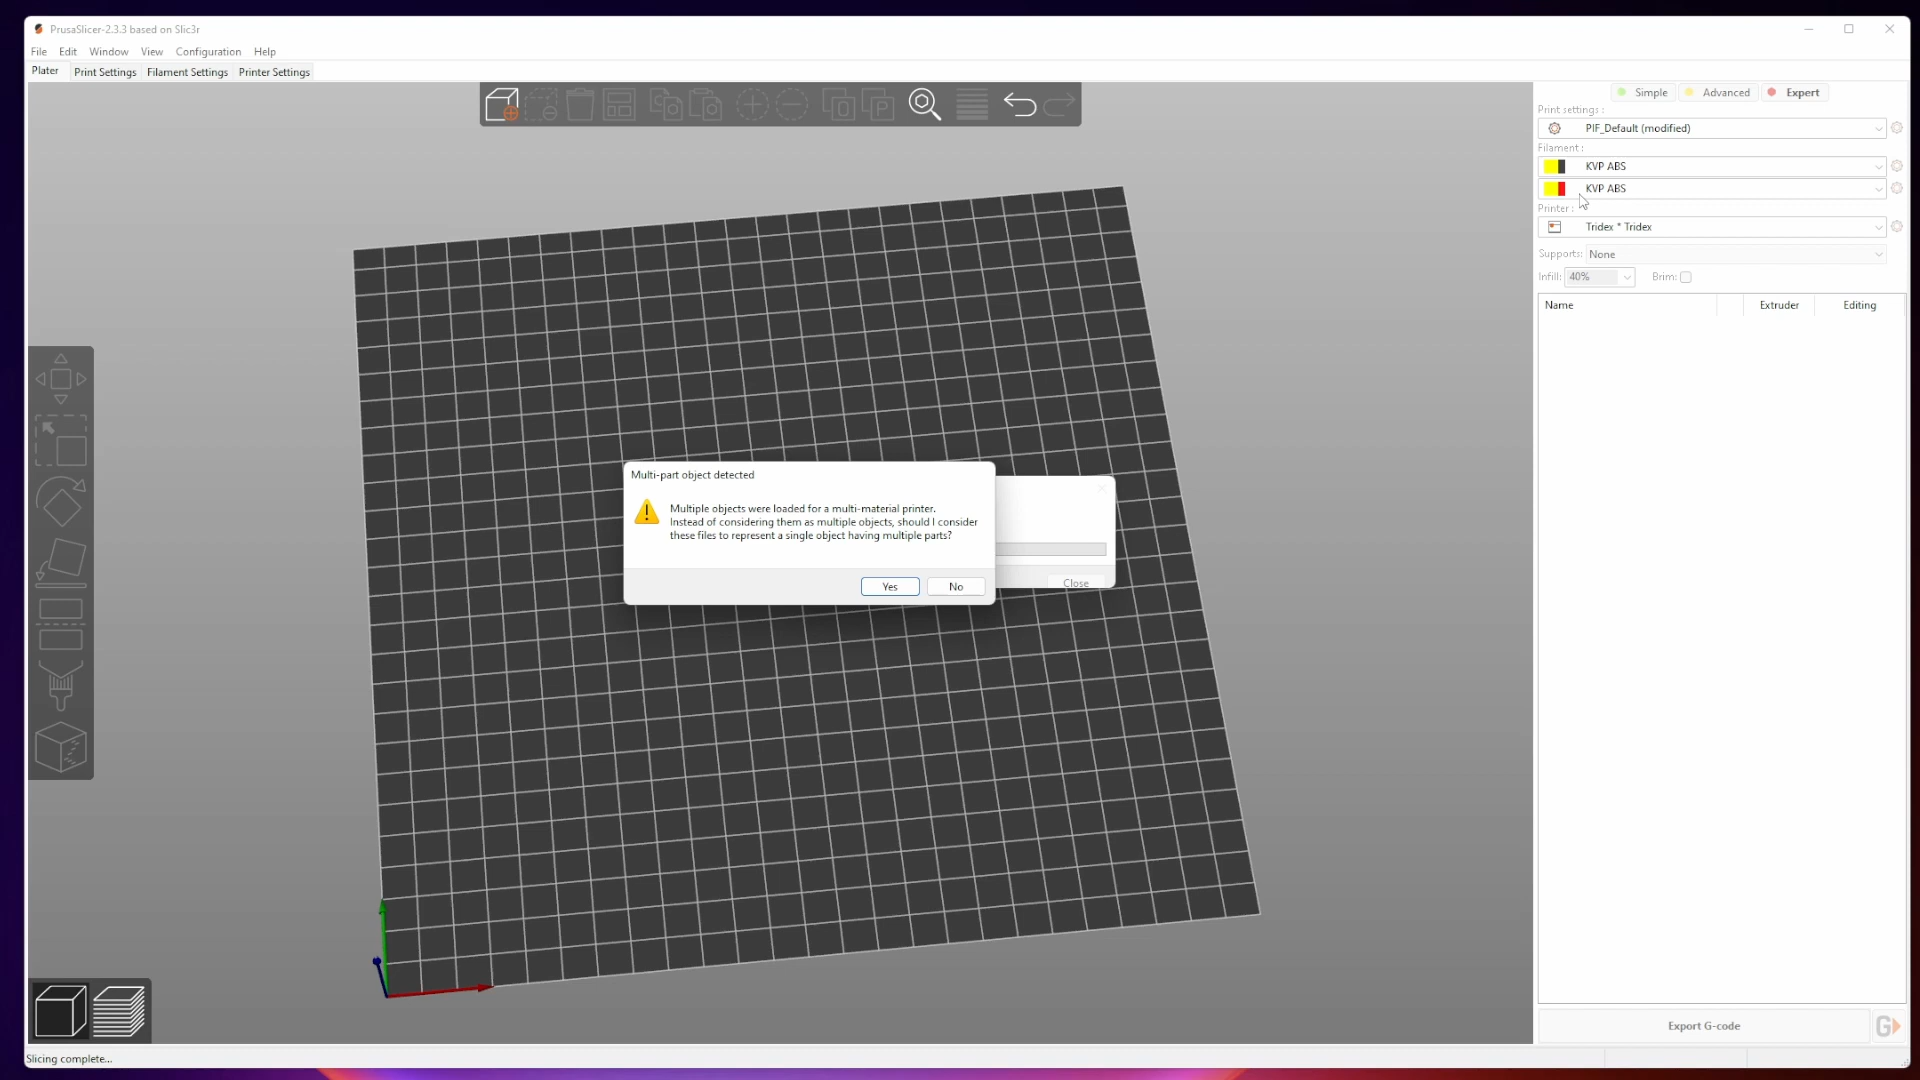 PrusaSlicer-2.3.3 based on Slic3r
File Edit Window View Configuration Help
Plater Print Settings Filament Settings Printer Settings
Simple Advanced Expert
Print settings :
PIF_Default (modified)
Filament :
KVP ABS
KVP ABS
Printer :
Tridex * Tridex
Supports: None
Infill: 40% Brim:
Name Extruder Editing
Multi-part object detected
Multiple objects were loaded for a multi-material printer.
Instead of considering them as multiple objects, should I consider
these files to represent a single object having multiple parts?
Yes No
Close
Export G-code
Slicing complete...